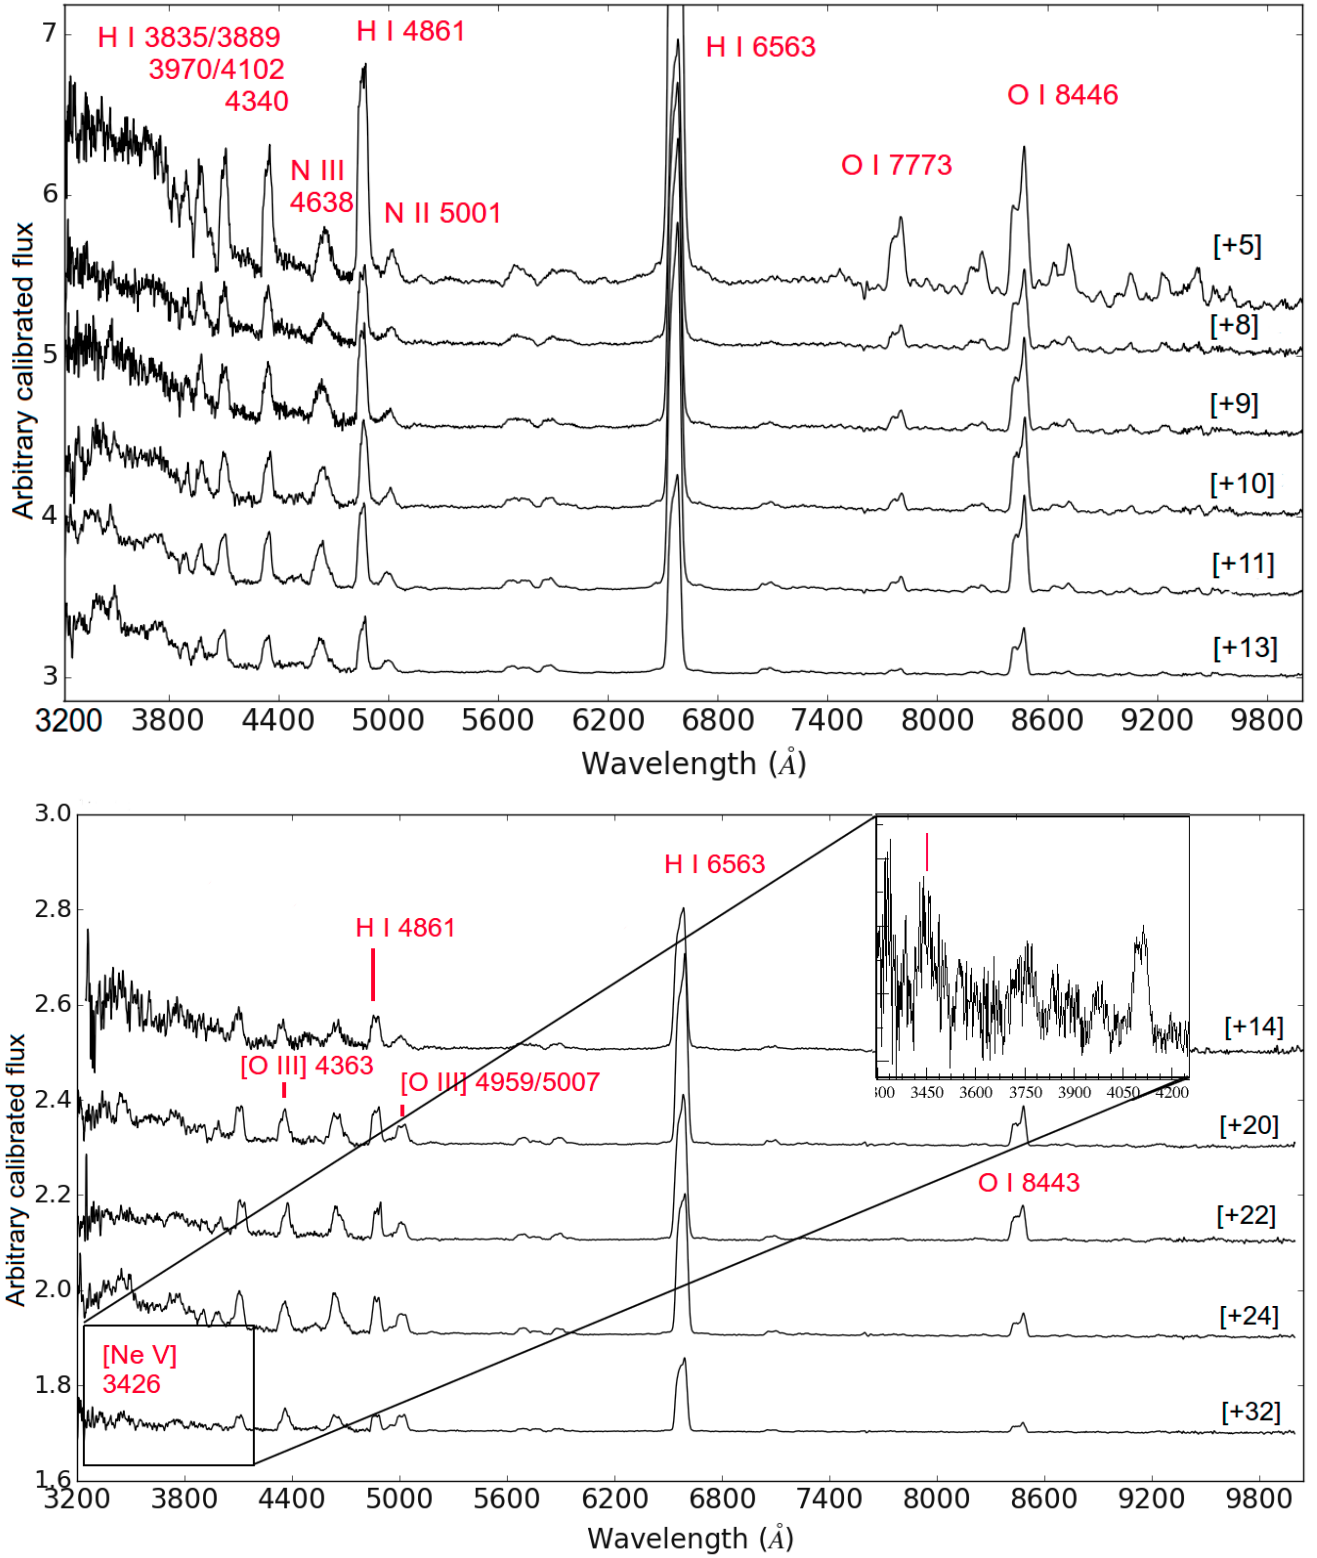 H I 3835/3889
3970/4102
4340
H I 4861
H I 6563
O I 8446
O I 7773
N III
4638
N II 5001
[+5]
[+8]
[+9]
[+10]
[+11]
[+13]
7
6
5
4
3
Arbitrary calibrated flux
3200 3800 4400 5000 5600 6200 6800 7400 8000 8600 9200 9800
Wavelength (Å)
3.0
2.8
2.6
2.4
2.2
2.0
1.8
1.6
Arbitrary calibrated flux
H I 6563
H I 4861
[O III] 4363
[O III] 4959/5007
O I 8443
[Ne V]
3426
[+14]
[+20]
[+22]
[+24]
[+32]
300 3450 3600 3750 3900 4050 4200
3200 3800 4400 5000 5600 6200 6800 7400 8000 8600 9200 9800
Wavelength (Å)